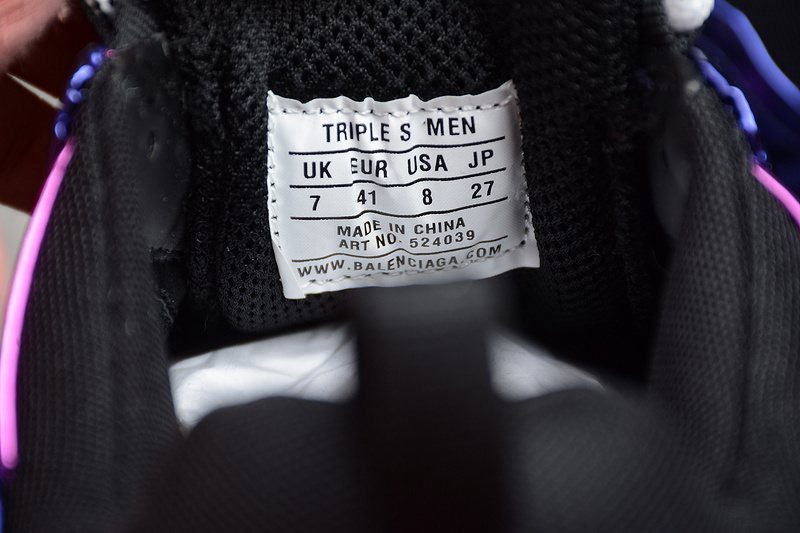 TRIPLE S MEN
UK EUR USA JP
7 41 8 27
MADE IN CHINA
ART NO. 524039
WWW.BALENCIAGA.COM